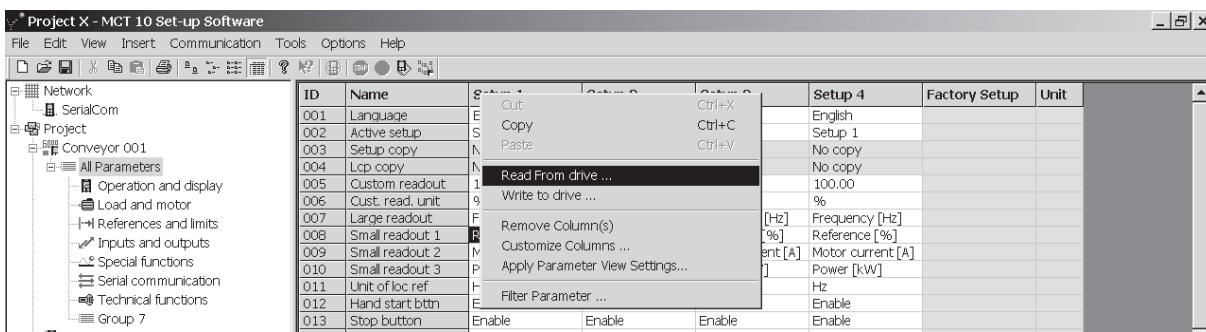 Project X - MCT 10 Set-up Software
File Edit View Insert Communication Tools Options Help
Network
SerialCom
Project
Conveyor 001
All Parameters
Operation and display
Load and motor
References and limits
Inputs and outputs
Special functions
Serial communication
Technical functions
Group 7
ID Name Setup 4 Factory Setup Unit
001 Language E English
002 Active setup S Setup 1
003 Setup copy N No copy
004 Lcp copy N No copy
005 Custom readout 1 100.00
006 Cust. read. unit % %
007 Large readout F [Hz] Frequency [Hz]
008 Small readout 1 R [%] Reference [%]
009 Small readout 2 M ent [A] Motor current [A]
010 Small readout 3 P Power [kW]
011 Unit of loc ref H Hz
012 Hand start bttn E Enable
013 Stop button Enable Enable Enable Enable
Cut Ctrl+X
Copy Ctrl+C
Paste Ctrl+V
Read From drive ...
Write to drive ...
Remove Column(s)
Customize Columns ...
Apply Parameter View Settings...
Filter Parameter ...